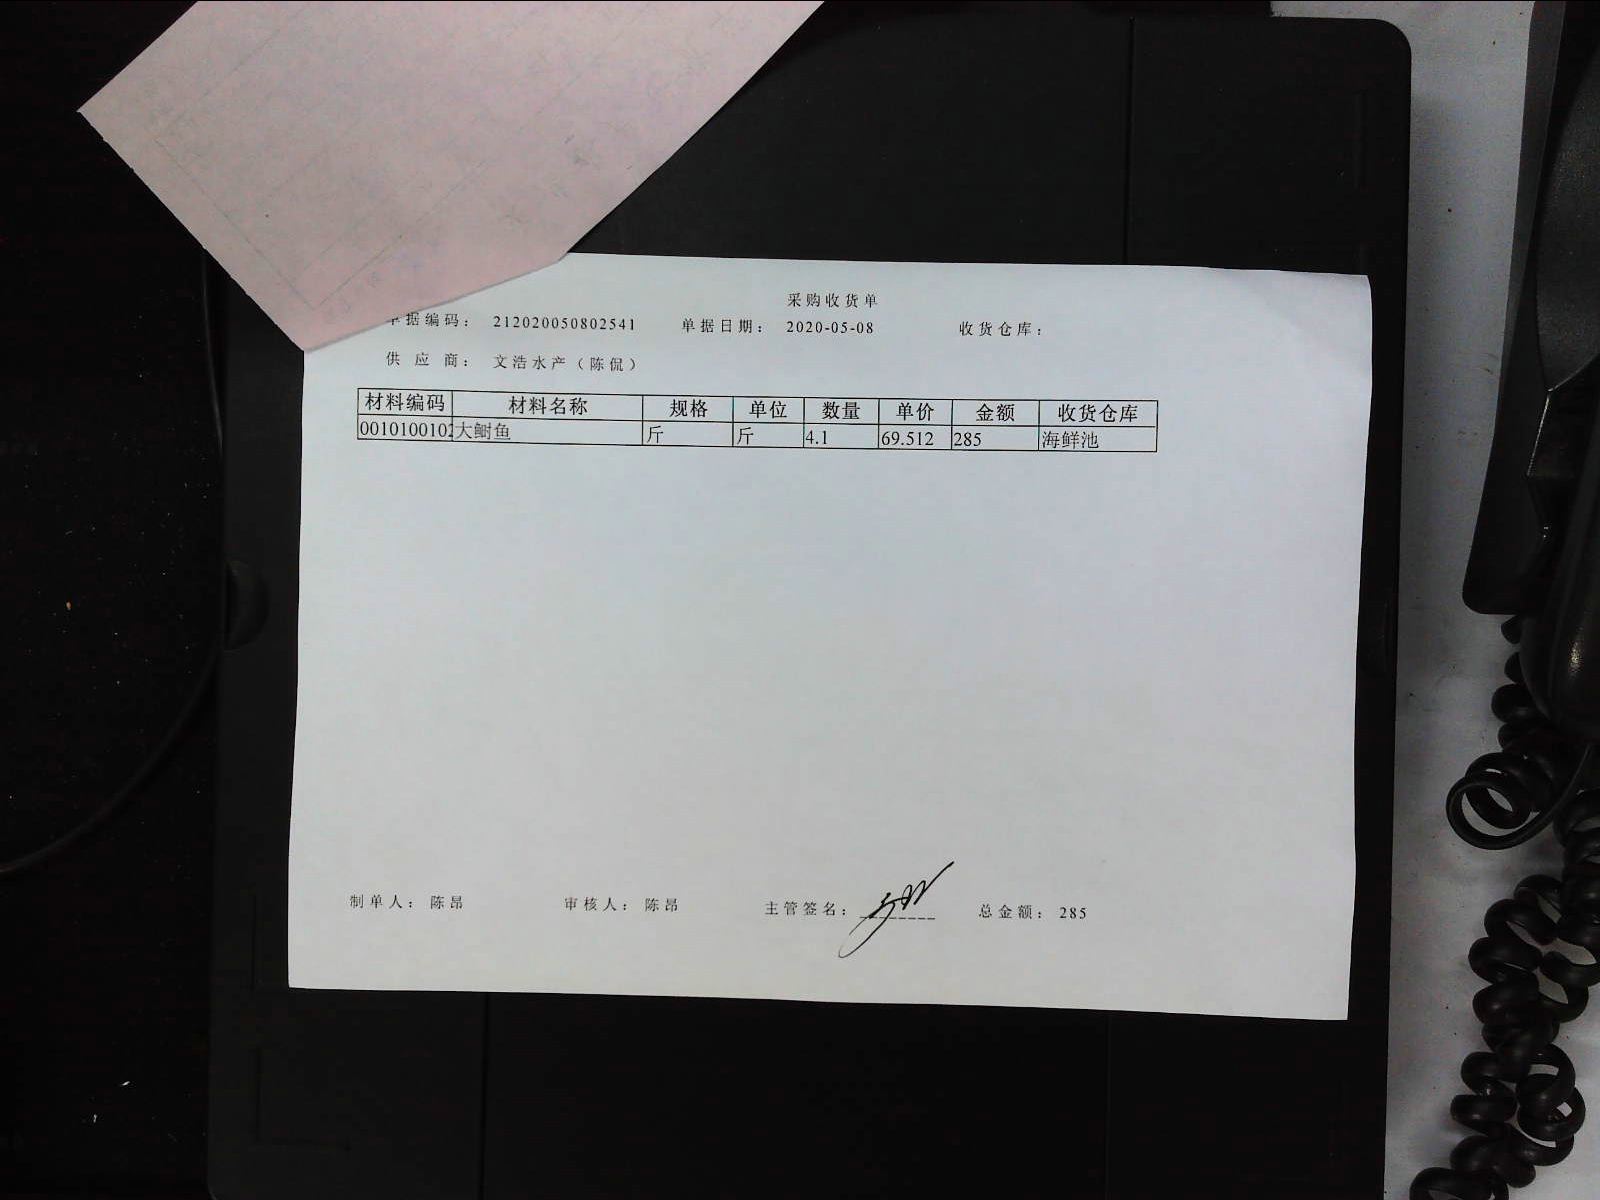 采购收货单
单据编码： 212020050802541 单据日期： 2020-05-08 收货仓库：
供 应 商： 文浩水产（陈侃）
材料编码 材料名称 规格 单位 数量 单价 金额 收货仓库
0010100102 大鲥鱼 斤 斤 4.1 69.512 285 海鲜池
制单人： 陈昂 审核人： 陈昂 主管签名： 总金额： 285